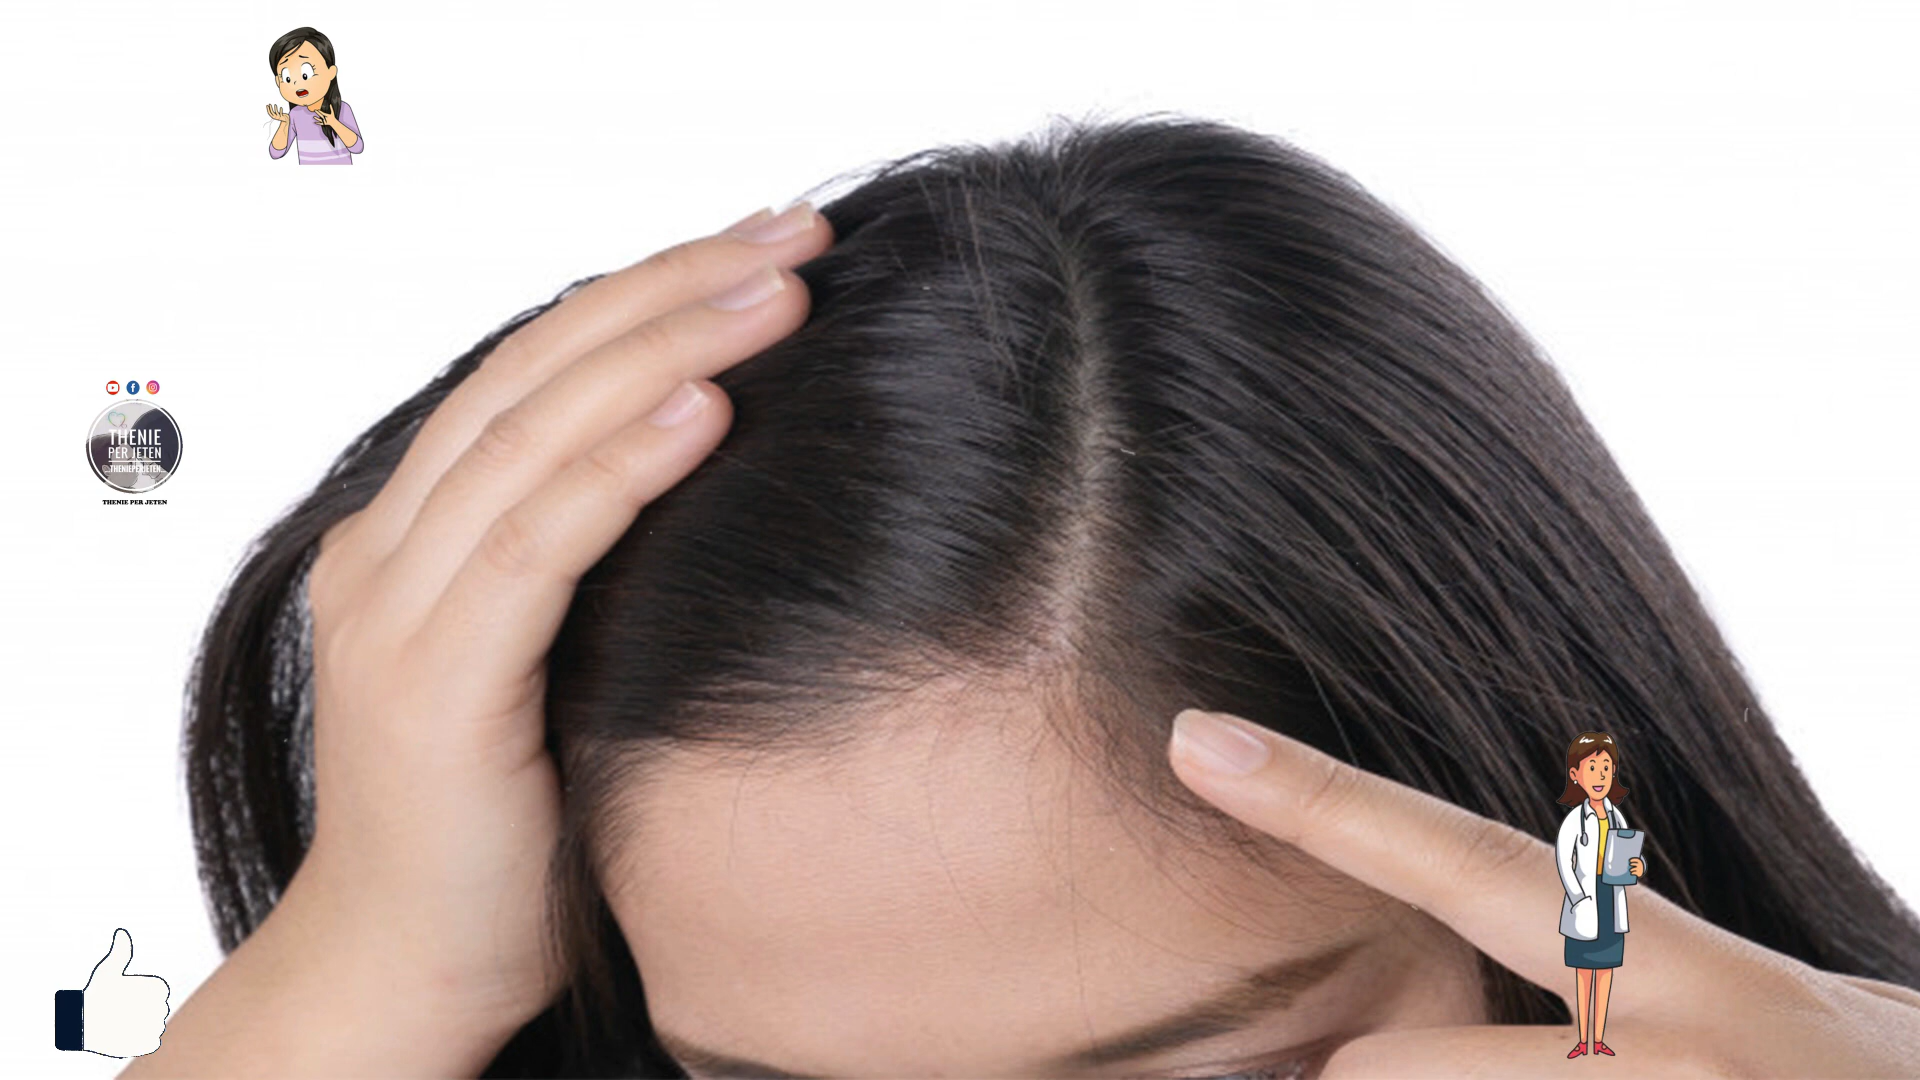 THENIE
PER JETEN
THENIEPERJETEN
THENIE PER JETEN